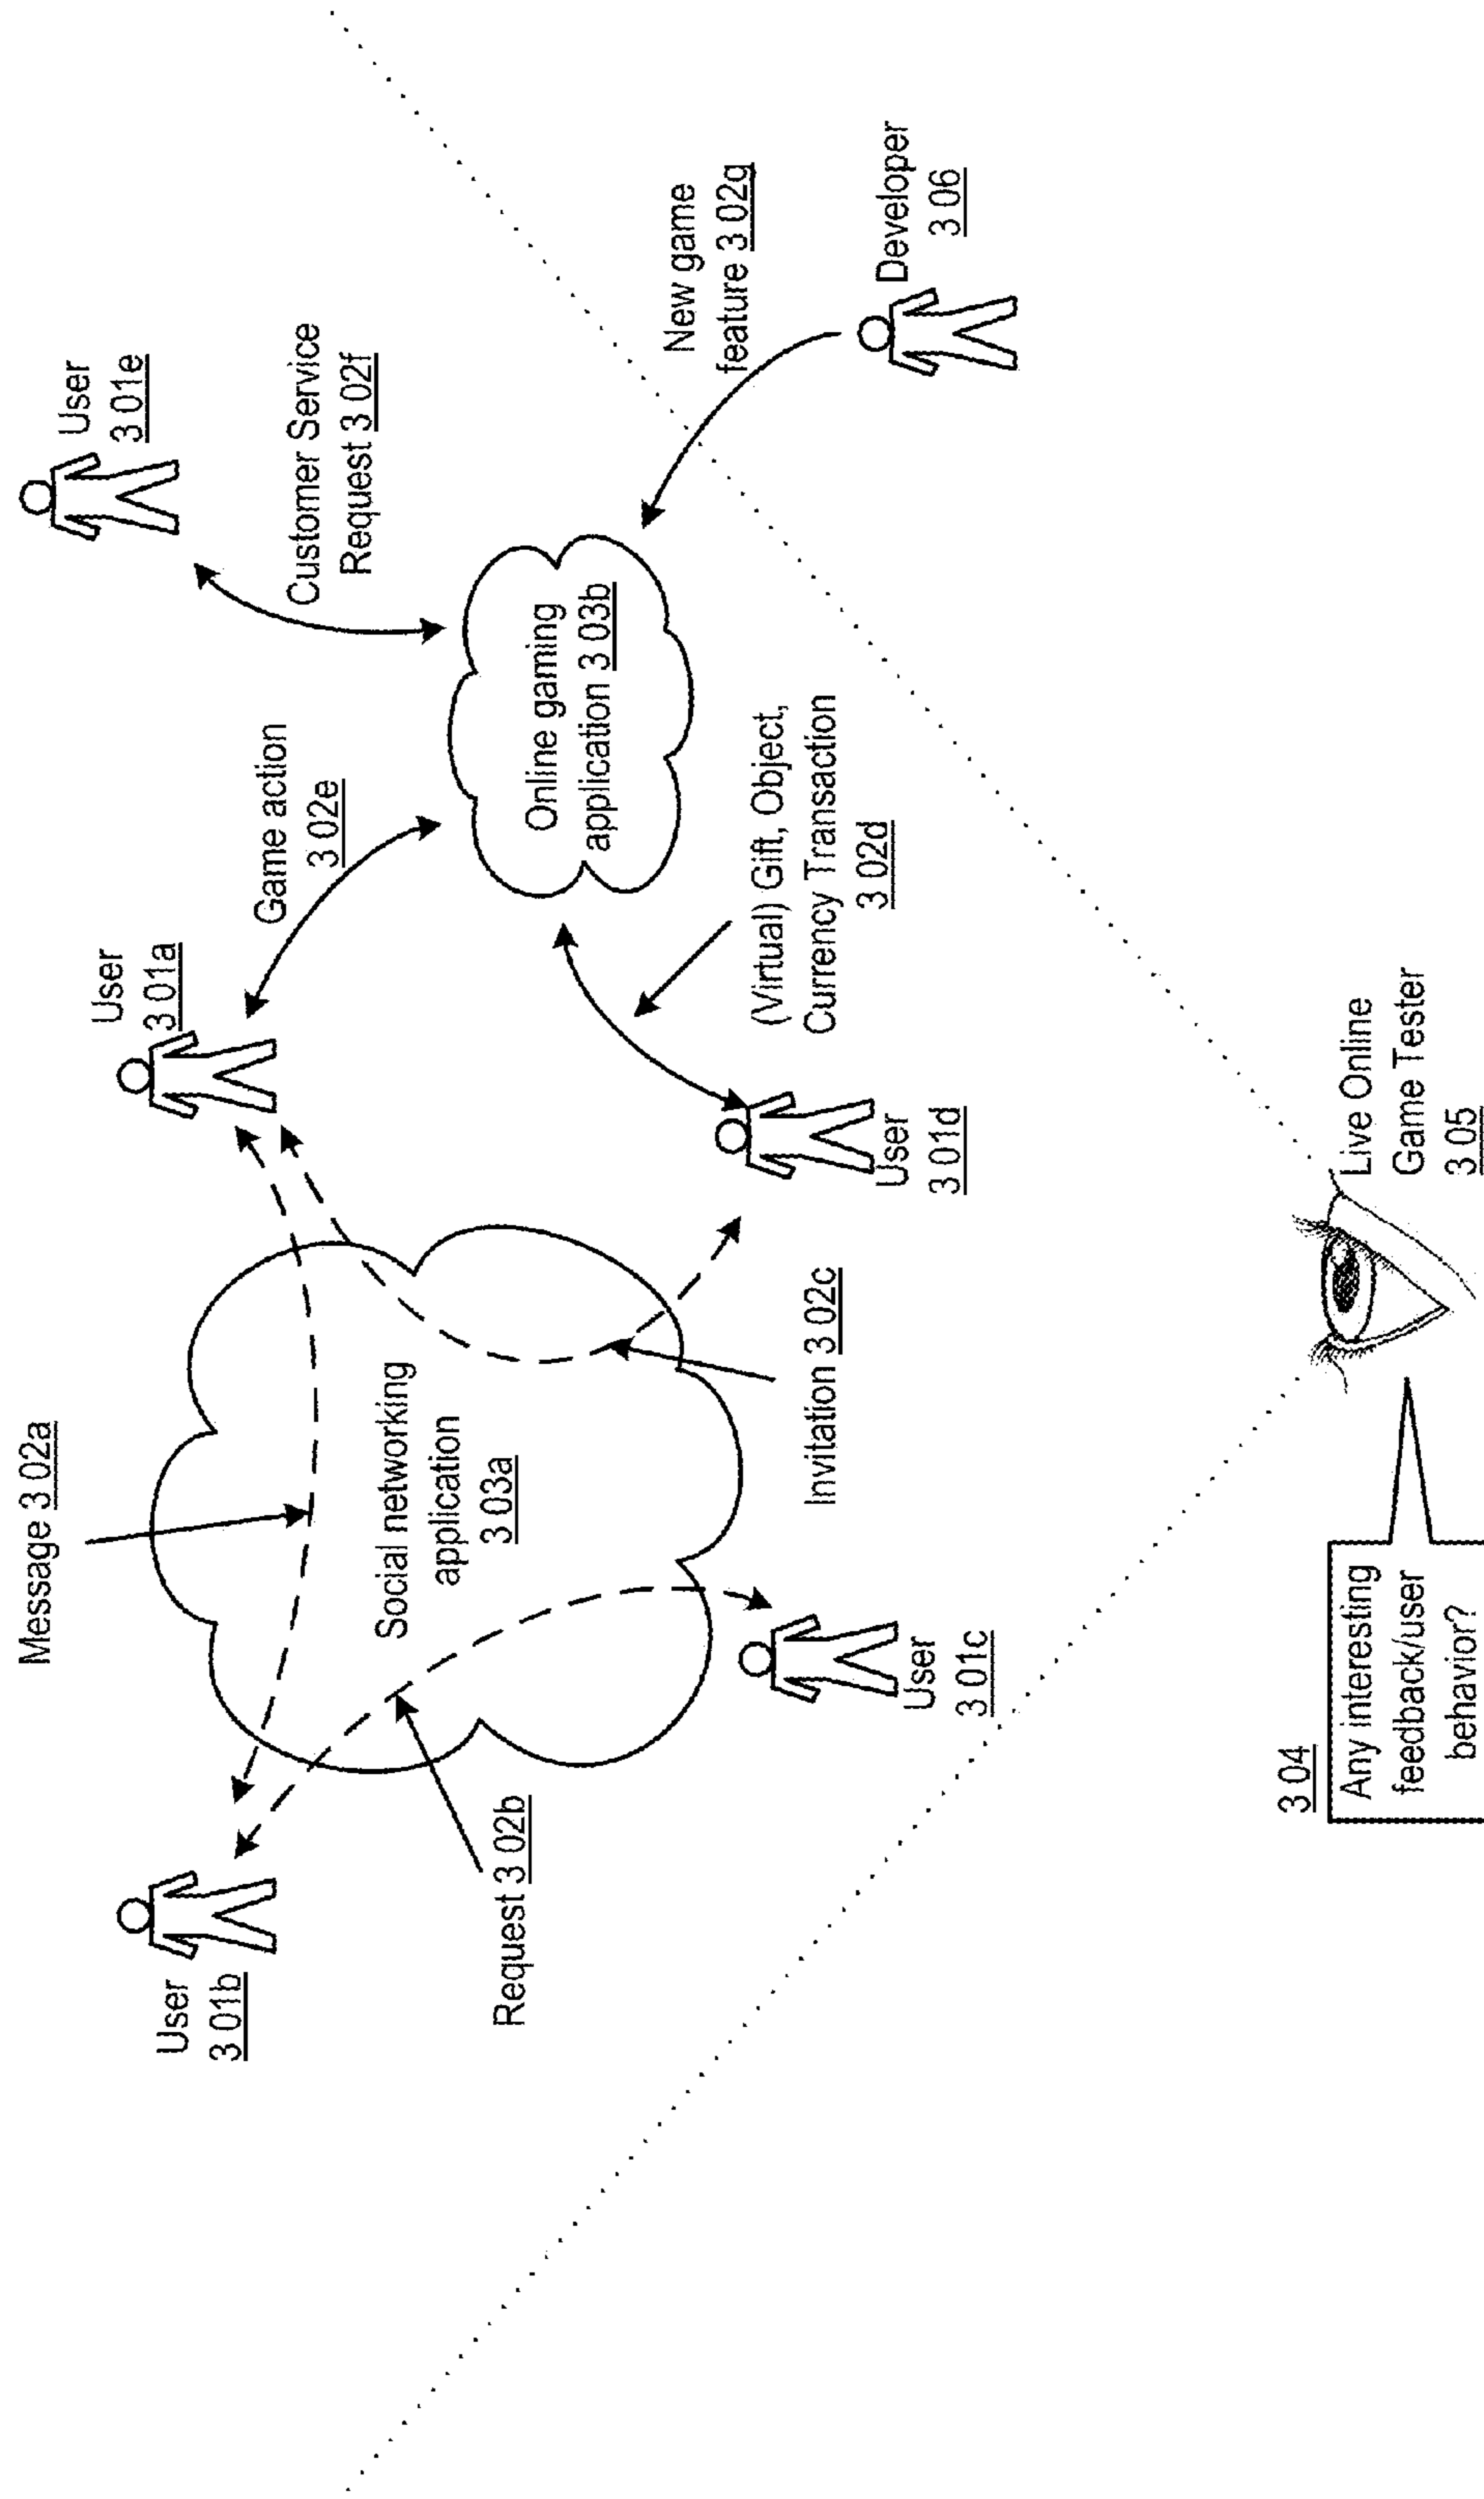 Message 3 02a
User
3 01b
User
3 01a
User
3 01e
Game action
3 02e
Customer Service
Request 3 02f
Social networking
application
3 03a
Request 3 02b
Online gaming
application 3 03b
New game
feature 3 02g
(Virtual) Gift, Object,
Currency Transaction
3 02d
Invitation 3 02c
User
3 01c
User
3 01d
Developer
3 06
3 04
Any interesting
feedback/user
behavior?
Live Online
Game Tester
3 05